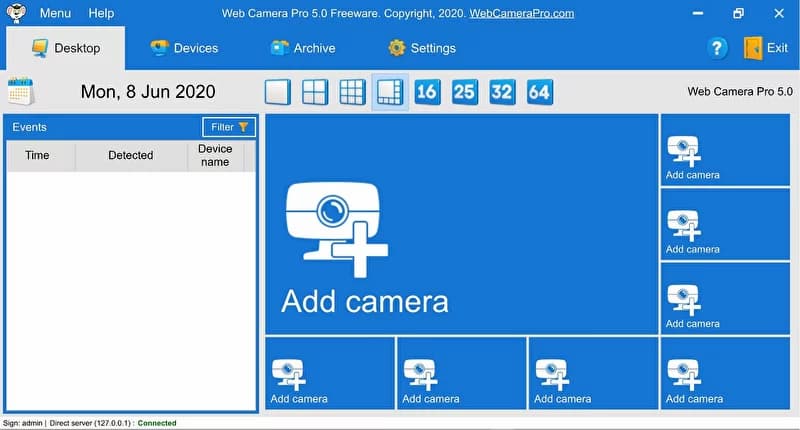 Menu Help Web Camera Pro 5.0 Freeware. Copyright, 2020. WebCameraPro.com
Desktop Devices Archive Settings ? Exit
Mon, 8 Jun 2020 16 25 32 64 Web Camera Pro 5.0
Events Filter
Time Detected Device name
Add camera
Add camera
Add camera
Add camera
Add camera
Add camera
Add camera
Add camera
Sign: admin | Direct server (127.0.0.1) : Connected